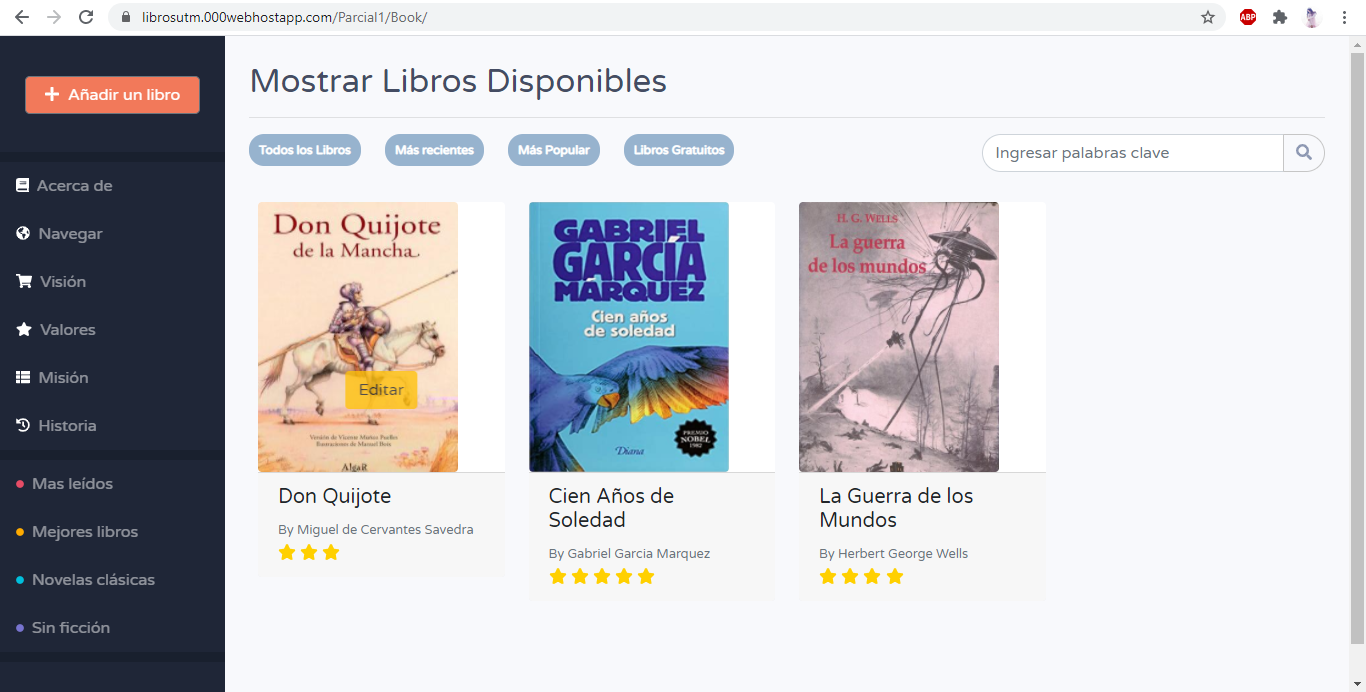 librosutm.000webhostapp.com/Parcial1/Book/
ABP
Añadir un libro
Acerca de
Navegar
Visión
Valores
Misión
Historia
Mas leídos
Mejores libros
Novelas clásicas
Sin ficción
Mostrar Libros Disponibles
Todos los Libros
Más recientes
Más Popular
Libros Gratuitos
Ingresar palabras clave
Don Quijote
de la Mancha
Editar
Versión de Vicente Muñoz Puelles
Ilustraciones de Manuel Boix
AlgaR
Don Quijote
By Miguel de Cervantes Savedra
GABRIEL
GARCÍA
MÁRQUEZ
Cien años
de soledad
PREMIO
NOBEL
1982
Diana
Cien Años de
Soledad
By Gabriel Garcia Marquez
H. G. WELLS
La guerra
de los mundos
La Guerra de los
Mundos
By Herbert George Wells